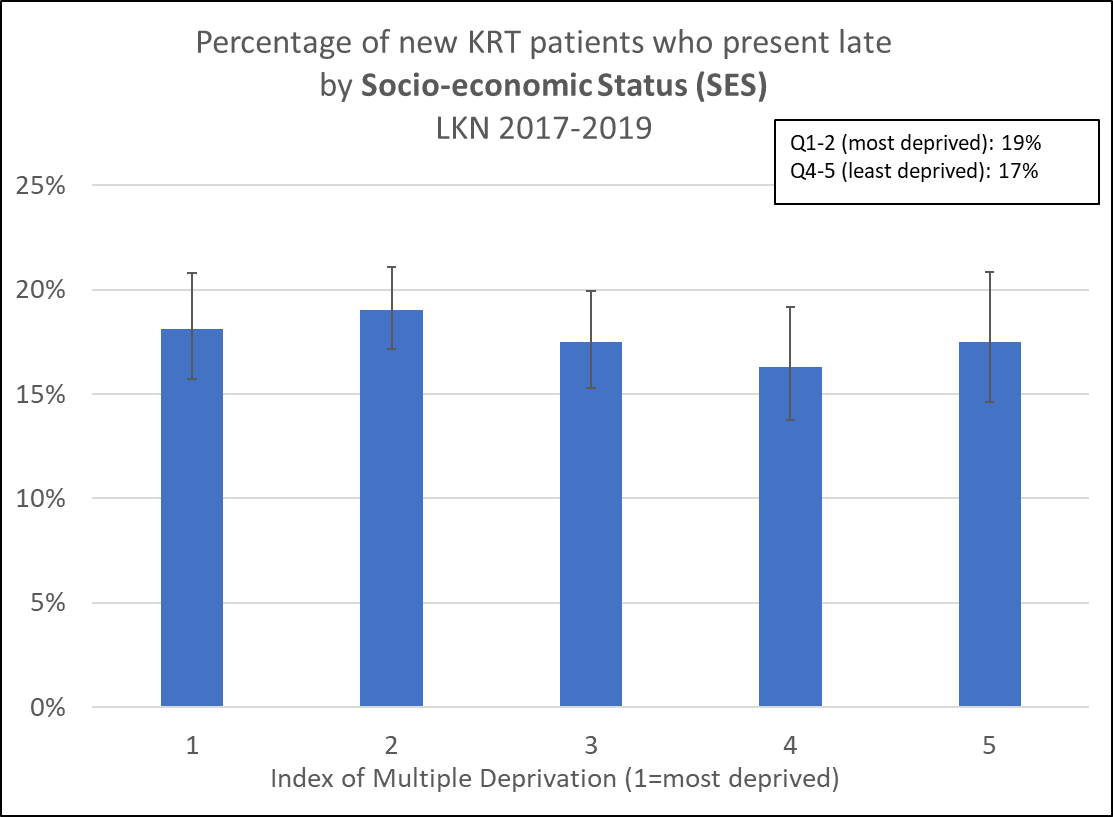 Percentage of new KRT patients who present late
by Socio-economic Status (SES)
LKN 2017-2019
Q1-2 (most deprived): 19%
Q4-5 (least deprived): 17%
25%
20%
15%
10%
5%
0%
1 2 3 4 5
Index of Multiple Deprivation (1=most deprived)